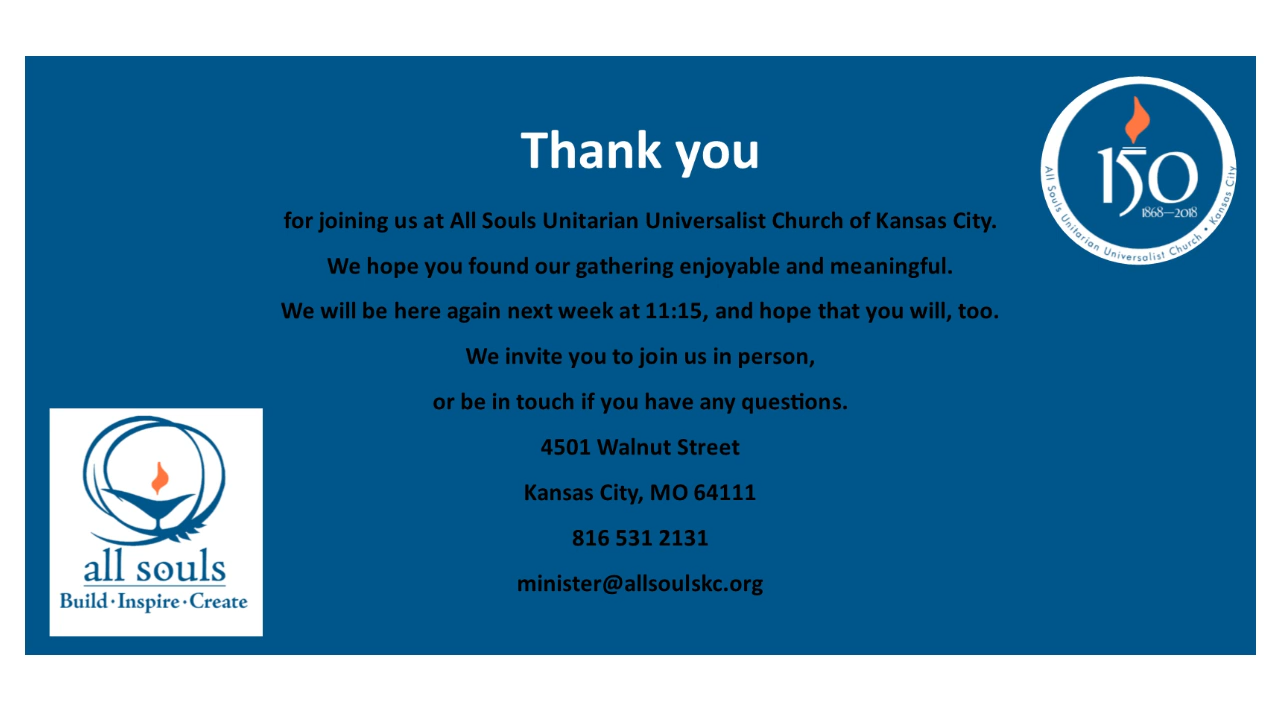 Thank you
for joining us at All Souls Unitarian Universalist Church of Kansas City.
We hope you found our gathering enjoyable and meaningful.
We will be here again next week at 11:15, and hope that you will, too.
We invite you to join us in person,
or be in touch if you have any questions.
4501 Walnut Street
Kansas City, MO 64111
816 531 2131
minister@allsoulskc.org
150
1868—2018
All Souls Unitarian Universalist Church • Kansas City
all souls
Build·Inspire·Create